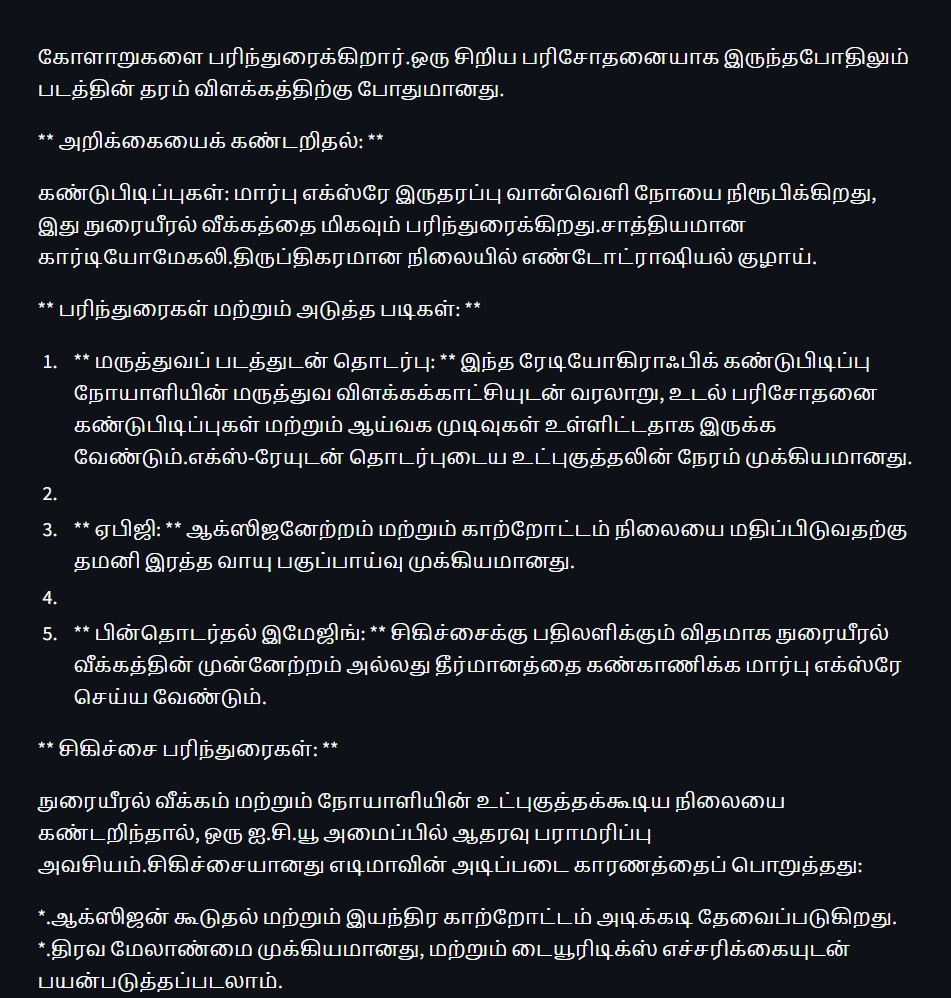 கோளாறுகளை பரிந்துரைக்கிறார்.ஒரு சிறிய பரிசோதனையாக இருந்தபோதிலும்
படத்தின் தரம் விளக்கத்திற்கு போதுமானது.
** அறிக்கையைக் கண்டறிதல்: **
கண்டுபிடிப்புகள்: மார்பு எக்ஸ்ரே இருதரப்பு வான்வெளி நோயை நிரூபிக்கிறது,
இது நுரையீரல் வீக்கத்தை மிகவும் பரிந்துரைக்கிறது.சாத்தியமான
கார்டியோமேகலி.திருப்திகரமான நிலையில் எண்டோட்ராஷியல் குழாய்.
** பரிந்துரைகள் மற்றும் அடுத்த படிகள்: **
1. ** மருத்துவப் படத்துடன் தொடர்பு: ** இந்த ரேடியோகிராஃபிக் கண்டுபிடிப்பு
நோயாளியின் மருத்துவ விளக்கக்காட்சியுடன் வரலாறு, உடல் பரிசோதனை
கண்டுபிடிப்புகள் மற்றும் ஆய்வக முடிவுகள் உள்ளிட்டதாக இருக்க
வேண்டும்.எக்ஸ்-ரேயுடன் தொடர்புடைய உட்புகுத்தலின் நேரம் முக்கியமானது.
2.
3. ** ஏபிஜி: ** ஆக்ஸிஜனேற்றம் மற்றும் காற்றோட்டம் நிலையை மதிப்பிடுவதற்கு
தமனி இரத்த வாயு பகுப்பாய்வு முக்கியமானது.
4.
5. ** பின்தொடர்தல் இமேஜிங்: ** சிகிச்சைக்கு பதிலளிக்கும் விதமாக நுரையீரல்
வீக்கத்தின் முன்னேற்றம் அல்லது தீர்மானத்தை கண்காணிக்க மார்பு எக்ஸ்ரே
செய்ய வேண்டும்.
** சிகிச்சை பரிந்துரைகள்: **
நுரையீரல் வீக்கம் மற்றும் நோயாளியின் உட்புகுத்தக்கூடிய நிலையை
கண்டறிந்தால், ஒரு ஐ.சி.யூ அமைப்பில் ஆதரவு பராமரிப்பு
அவசியம்.சிகிச்சையானது எடிமாவின் அடிப்படை காரணத்தைப் பொறுத்தது:
*.ஆக்ஸிஜன் கூடுதல் மற்றும் இயந்திர காற்றோட்டம் அடிக்கடி தேவைப்படுகிறது.
*.திரவ மேலாண்மை முக்கியமானது, மற்றும் டையூரிடிக்ஸ் எச்சரிக்கையுடன்
பயன்படுத்தப்படலாம்.